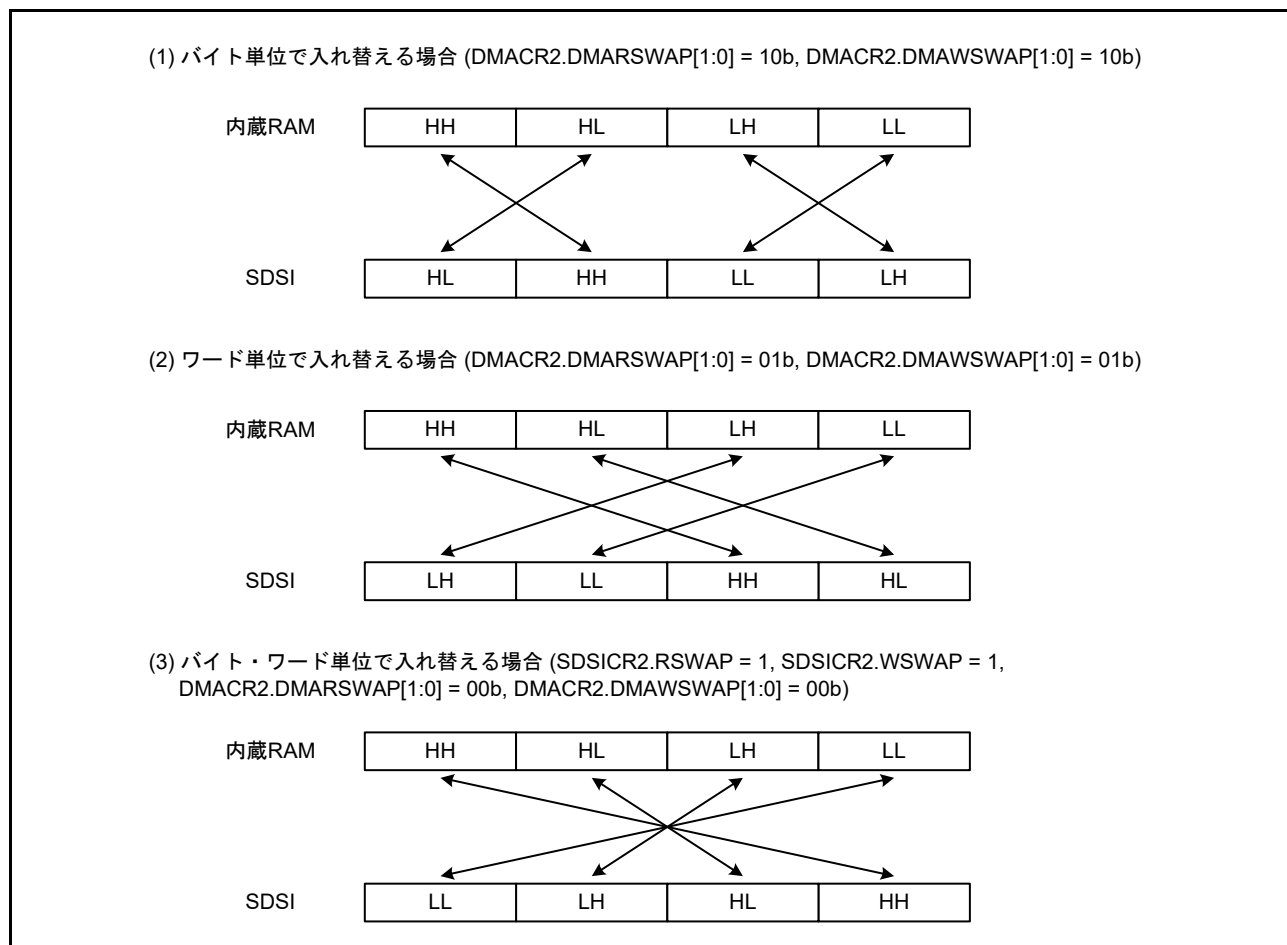 (1) バイト単位で入れ替える場合 (DMACR2.DMARSWAP[1:0] = 10b, DMACR2.DMAWSWAP[1:0] = 10b)
内蔵RAM HH HL LH LL
SDSI HL HH LL LH
(2) ワード単位で入れ替える場合 (DMACR2.DMARSWAP[1:0] = 01b, DMACR2.DMAWSWAP[1:0] = 01b)
内蔵RAM HH HL LH LL
SDSI LH LL HH HL
(3) バイト・ワード単位で入れ替える場合 (SDSICR2.RSWAP = 1, SDSICR2.WSWAP = 1,
DMACR2.DMARSWAP[1:0] = 00b, DMACR2.DMAWSWAP[1:0] = 00b)
内蔵RAM HH HL LH LL
SDSI LL LH HL HH